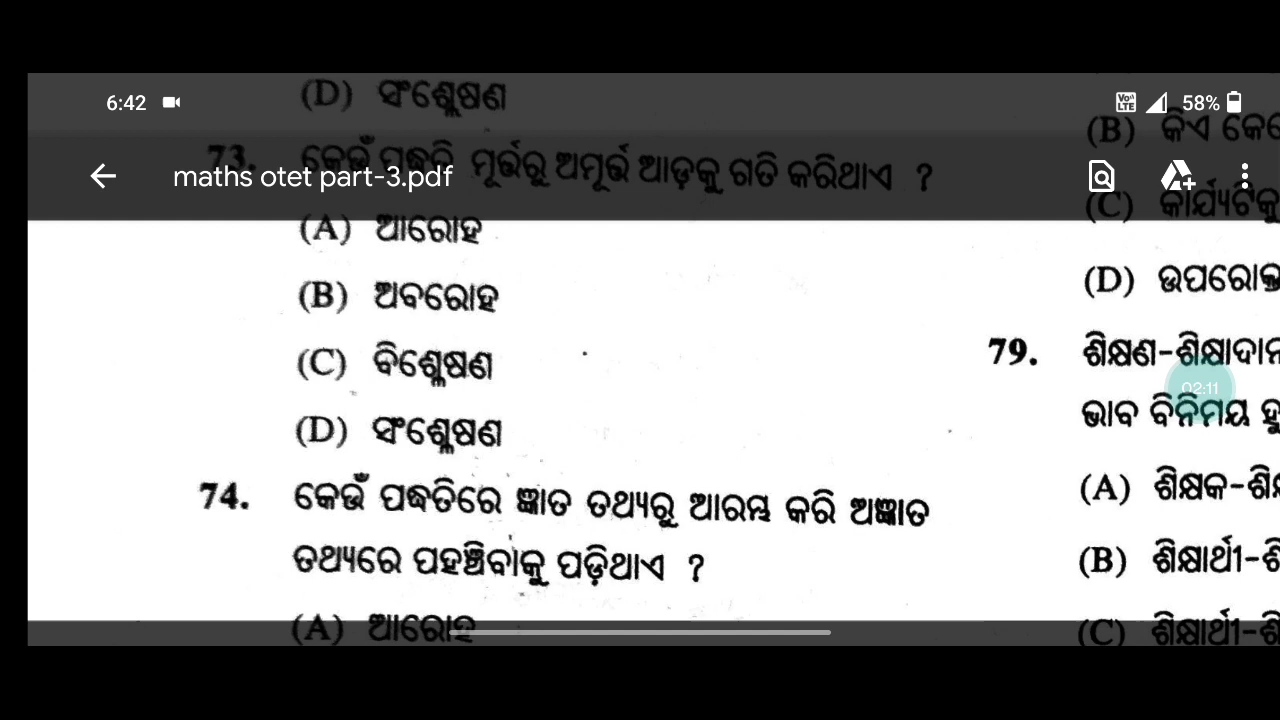 6:42
58%
maths otet part-3.pdf
(D) ସଂଶ୍ଳେଷଣ
73. କେଉଁ ପଦ୍ଧତି ମୂର୍ତ୍ତରୁ ଅମୂର୍ତ୍ତ ଆଡ଼କୁ ଗତି କରିଥାଏ ?
(A) ଆରୋହ
(B) ଅବରୋହ
(C) ବିଶ୍ଳେଷଣ
(D) ସଂଶ୍ଳେଷଣ
74. କେଉଁ ପଦ୍ଧତିରେ ଜ୍ଞାତ ତଥ୍ୟରୁ ଆରମ୍ଭ କରି ଅଜ୍ଞାତ
ତଥ୍ୟରେ ପହଞ୍ଚିବାକୁ ପଡ଼ିଥାଏ ?
(A) ଆରୋହ
(B) କିଏ
(C)
(D)
79. ଶିକ୍ଷଣ-ଶିକ୍ଷାଦାନ
02:11
ଭାବ ବିନିମୟ
(A) ଶିକ୍ଷକ-
(B) ଶିକ୍ଷାର୍ଥୀ-
(C) ଶିକ୍ଷାର୍ଥୀ-